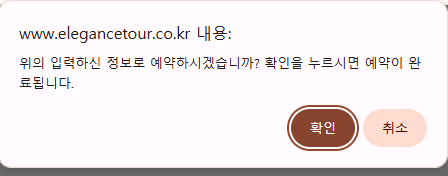 www.elegancetour.co.kr 내용:
위의 입력하신 정보로 예약하시겠습니까? 확인을 누르시면 예약이 완
료됩니다.
확인 취소